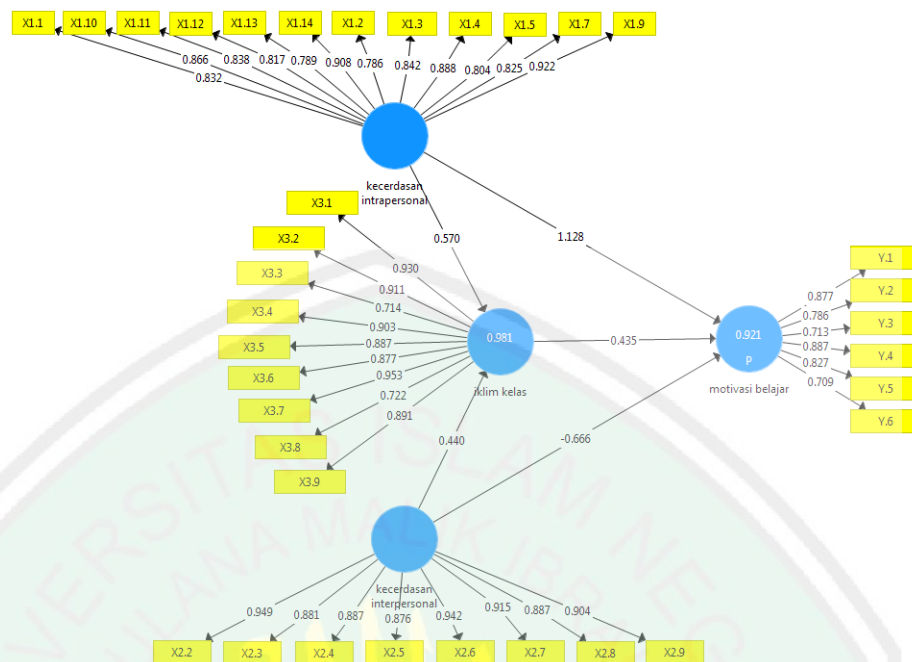 X1.1 X1.10 X1.11 X1.12 X1.13 X1.14 X1.2 X1.3 X1.4 X1.5 X1.7 X1.9
0.832 0.866 0.838 0.817 0.789 0.908 0.786 0.842 0.888 0.804 0.825 0.922
kecerdasan
intrapersonal
X3.1
X3.2
X3.3
X3.4
X3.5
X3.6
X3.7
X3.8
X3.9
0.930
0.911
0.714
0.903
0.887
0.877
0.953
0.722
0.891
0.570
1.128
0.981
iklim kelas
0.435
0.440
-0.666
0.921
P
motivasi belajar
0.877
0.786
0.713
0.887
0.827
0.709
Y.1
Y.2
Y.3
Y.4
Y.5
Y.6
kecerdasan
interpersonal
0.949 0.881 0.887 0.876 0.942 0.915 0.887 0.904
X2.2 X2.3 X2.4 X2.5 X2.6 X2.7 X2.8 X2.9
VERSITAS ISLAM NEG
ULANA MALIK IBR